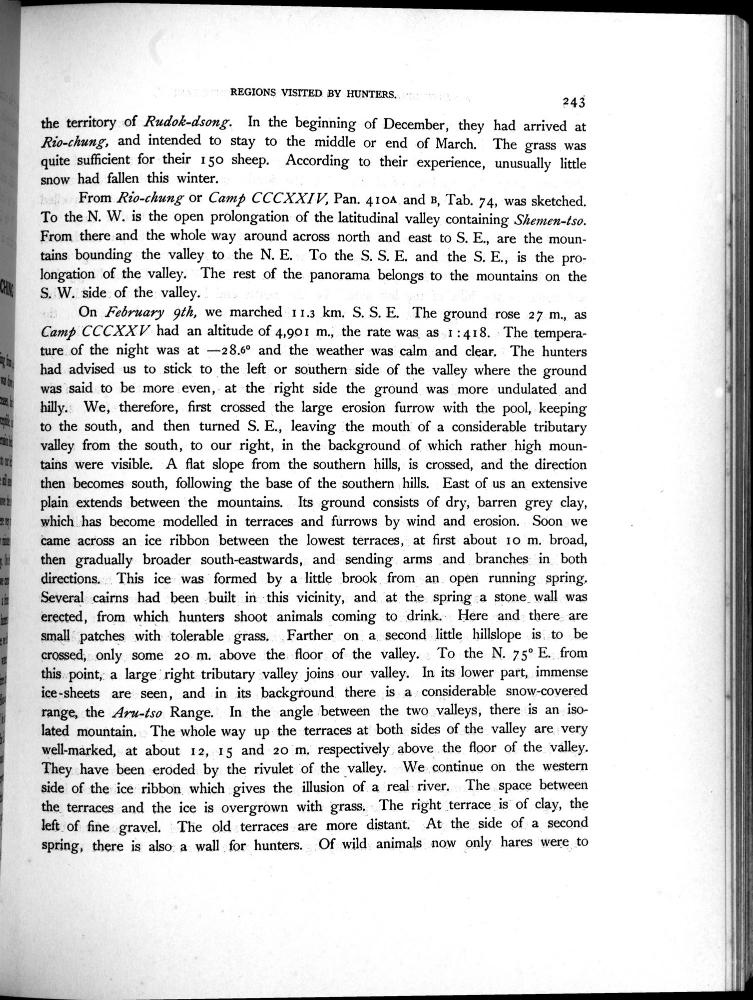 REGIONS VISITED BY HUNTERS.
243
the territory of Rudok-dsong. In the beginning of December, they had arrived at
Rio-chung, and intended to stay to the middle or end of March. The grass was
quite sufficient for their 150 sheep. According to their experience, unusually little
snow had fallen this winter.
From Rio-chung or Camp CCCXXIV, Pan. 410A and B, Tab. 74, was sketched.
To the N. W. is the open prolongation of the latitudinal valley containing Shemen-tso.
From there and the whole way around across north and east to S. E., are the moun-
tains bounding the valley to the N. E. To the S. S. E. and the S. E., is the pro-
longation of the valley. The rest of the panorama belongs to the mountains on the
S. W. side of the valley.
On February 9th, we marched 11.3 km. S. S. E. The ground rose 27 m., as
Camp CCCXXV had an altitude of 4,901 m., the rate was as 1:418. The tempera-
ture of the night was at —28.6° and the weather was calm and clear. The hunters
had advised us to stick to the left or southern side of the valley where the ground
was said to be more even, at the right side the ground was more undulated and
hilly. We, therefore, first crossed the large erosion furrow with the pool, keeping
to the south, and then turned S. E., leaving the mouth of a considerable tributary
valley from the south, to our right, in the background of which rather high moun-
tains were visible. A flat slope from the southern hills, is crossed, and the direction
then becomes south, following the base of the southern hills. East of us an extensive
plain extends between the mountains. Its ground consists of dry, barren grey clay,
which has become modelled in terraces and furrows by wind and erosion. Soon we
came across an ice ribbon between the lowest terraces, at first about 10 m. broad,
then gradually broader south-eastwards, and sending arms and branches in both
directions. This ice was formed by a little brook from an open running spring.
Several cairns had been built in this vicinity, and at the spring a stone wall was
erected, from which hunters shoot animals coming to drink. Here and there are
small patches with tolerable grass. Farther on a second little hillslope is to be
crossed, only some 20 m. above the floor of the valley. To the N. 75° E. from
this point, a large right tributary valley joins our valley. In its lower part, immense
ice-sheets are seen, and in its background there is a considerable snow-covered
range, the Aru-tso Range. In the angle between the two valleys, there is an iso-
lated mountain. The whole way up the terraces at both sides of the valley are very
well-marked, at about 12, 15 and 20 m. respectively above the floor of the valley.
They have been eroded by the rivulet of the valley. We continue on the western
side of the ice ribbon which gives the illusion of a real river. The space between
the terraces and the ice is overgrown with grass. The right terrace is of clay, the
left of fine gravel. The old terraces are more distant. At the side of a second
spring, there is also a wall for hunters. Of wild animals now only hares were to